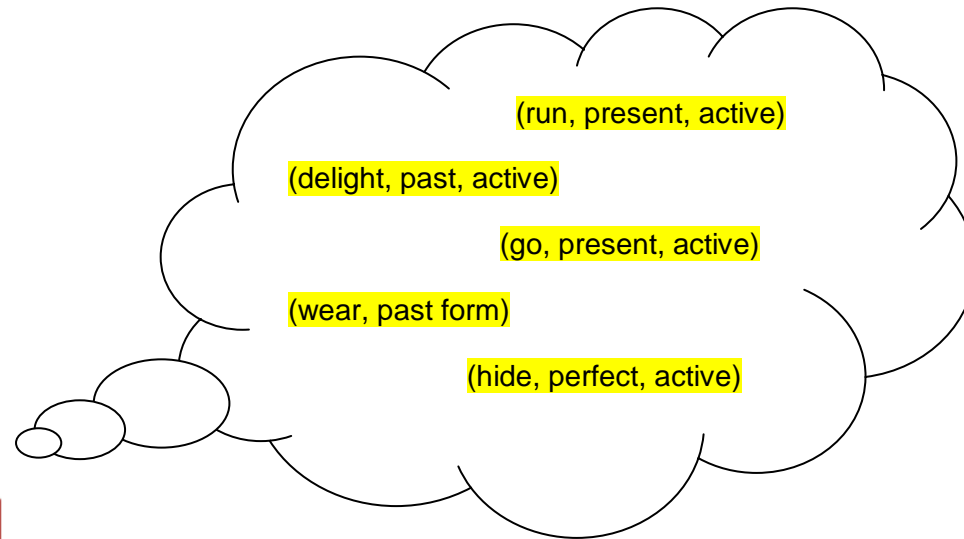 (run, present, active)
(delight, past, active)
(go, present, active)
(wear, past form)
(hide, perfect, active)